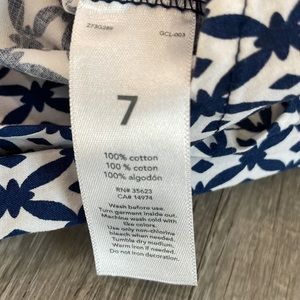 273G289 GCL-003
7
100% cotton
100 % coton
100% algodón
RN# 35623
CA# 14974
Wash before use.
Turn garment inside out.
Machine wash cold with
like colors.
Use only non-chlorine
bleach when needed.
Tumble dry medium.
Warm iron if needed.
Do not iron decoration.